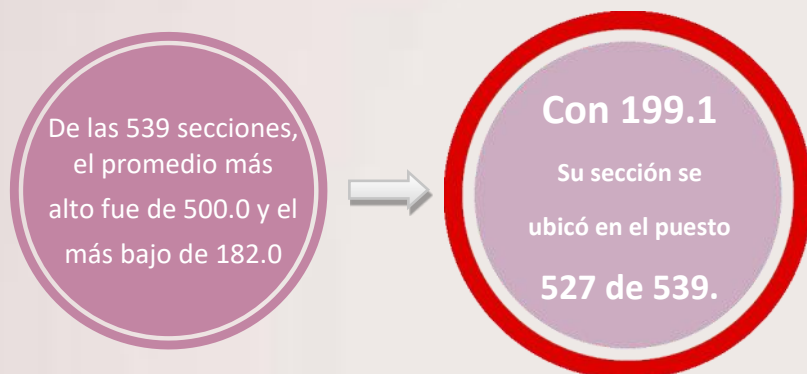 De las 539 secciones,
el promedio más
alto fue de 500.0 y el
más bajo de 182.0
Con 199.1
Su sección se
ubicó en el puesto
527 de 539.